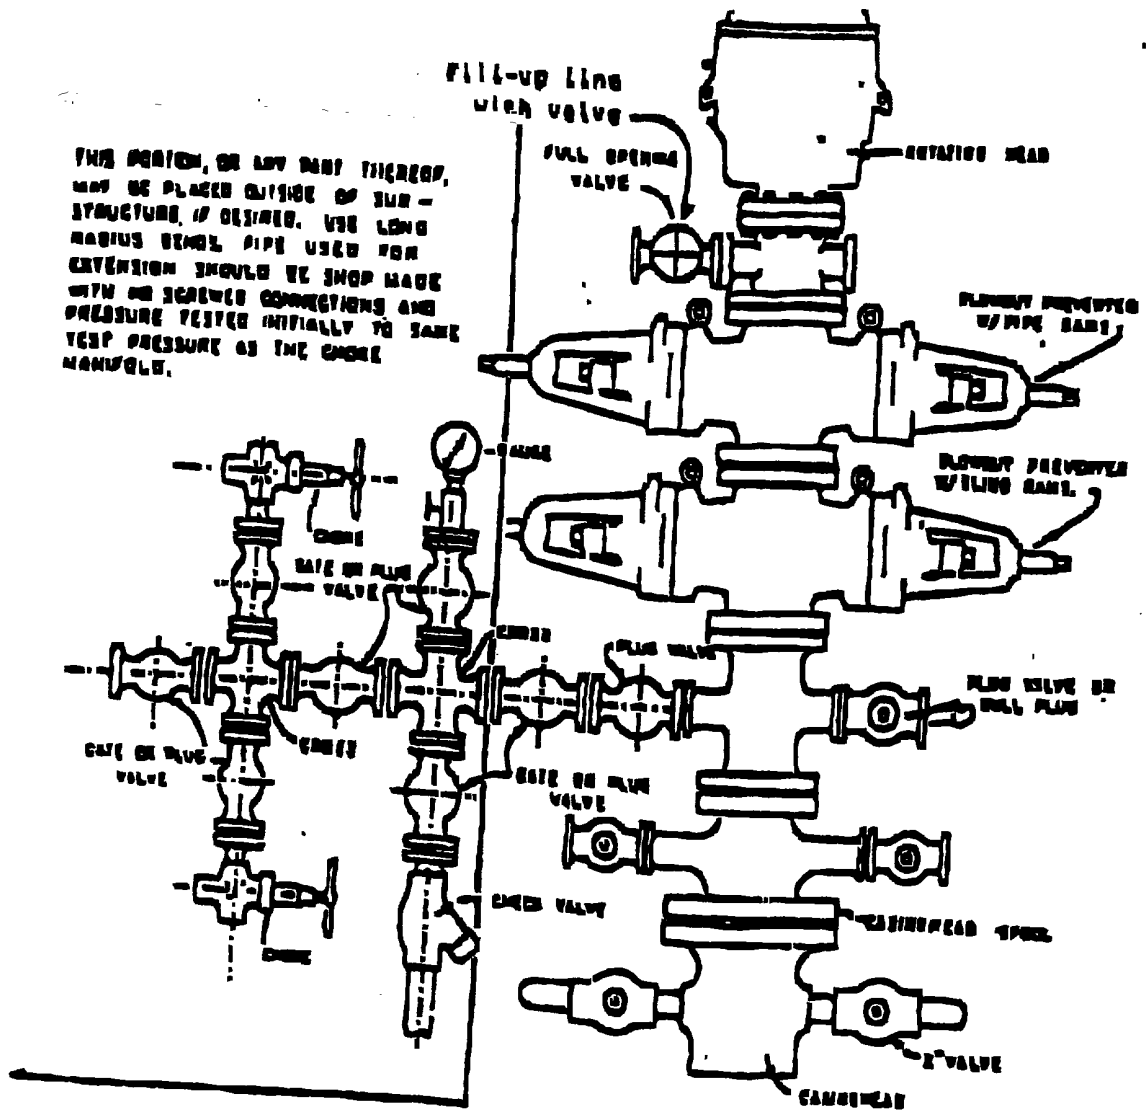 Fill-up Line
with valve
FULL OPENING
VALVE
ROTATING HEAD
THIS PORTION, OR ANY PART THEREOF,
MAY BE PLACED OUTSIDE OF SUB-
STRUCTURE, IF DESIRED. USE LONG
RADIUS BENDS. PIPE USED FOR
EXTENSION SHOULD BE SHOP MADE
WITH NO SCREWED CONNECTIONS AND
PRESSURE TESTED INITIALLY TO SAME
TEST PRESSURE AS THE CHOKE
MANIFOLD.
BLOWOUT PREVENTER
W/PIPE RAMS
GAUGE
BLOWOUT PREVENTER
W/BLIND RAMS.
CHOKE
GATE OR PLUG
VALVE
CROSS
PLUG VALVE
PLUG VALVE OR
BULL PLUG
CROSS
GATE OR PLUG
VALVE
GATE OR PLUG
VALVE
CHECK VALVE
CASINGHEAD SPOOL
CHOKE
2" VALVE
CASINGHEAD